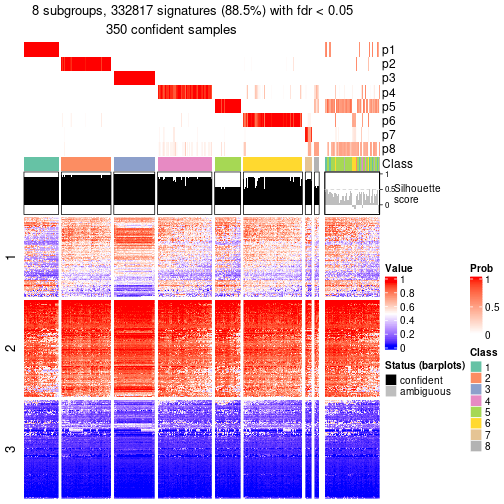 8 subgroups, 332817 signatures (88.5%) with fdr < 0.05
350 confident samples
p1
p2
p3
p4
p5
p6
p7
p8
Class
1
0.5
0
Silhouette
score
1
2
3
Value
1
0.8
0.6
0.4
0.2
0
Prob
1
0.5
0
Status (barplots)
confident
ambiguous
Class
1
2
3
4
5
6
7
8